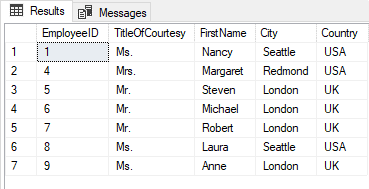 Results Messages
EmployeeID TitleOfCourtesy FirstName City Country
1 1 Ms. Nancy Seattle USA
2 4 Mrs. Margaret Redmond USA
3 5 Mr. Steven London UK
4 6 Mr. Michael London UK
5 7 Mr. Robert London UK
6 8 Ms. Laura Seattle USA
7 9 Ms. Anne London UK